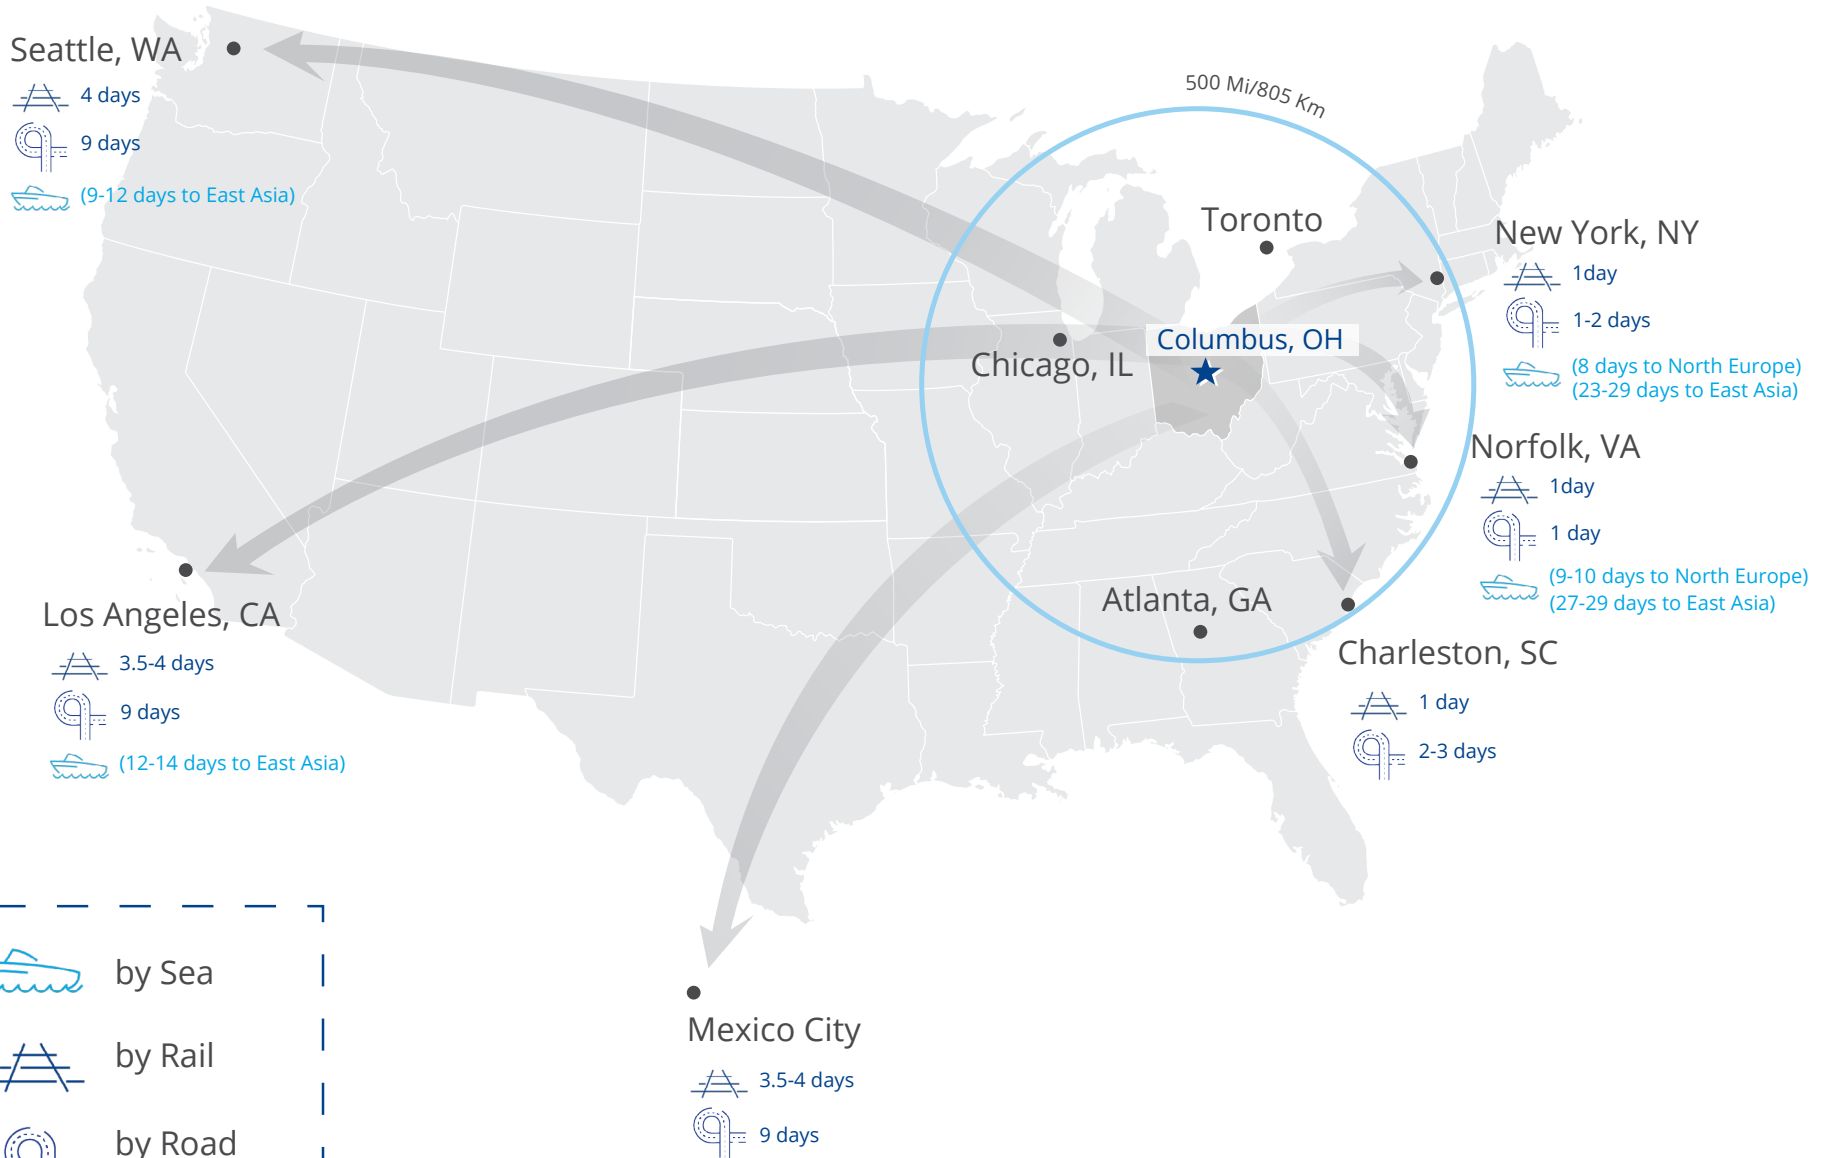 Seattle, WA
4 days
9 days
(9-12 days to East Asia)
500 Mi/805 Km
Toronto
New York, NY
1day
1-2 days
(8 days to North Europe)
(23-29 days to East Asia)
Columbus, OH
Chicago, IL
Norfolk, VA
1day
1 day
(9-10 days to North Europe)
(27-29 days to East Asia)
Atlanta, GA
Los Angeles, CA
3.5-4 days
9 days
(12-14 days to East Asia)
Charleston, SC
1 day
2-3 days
by Sea
by Rail
by Road
Mexico City
3.5-4 days
9 days